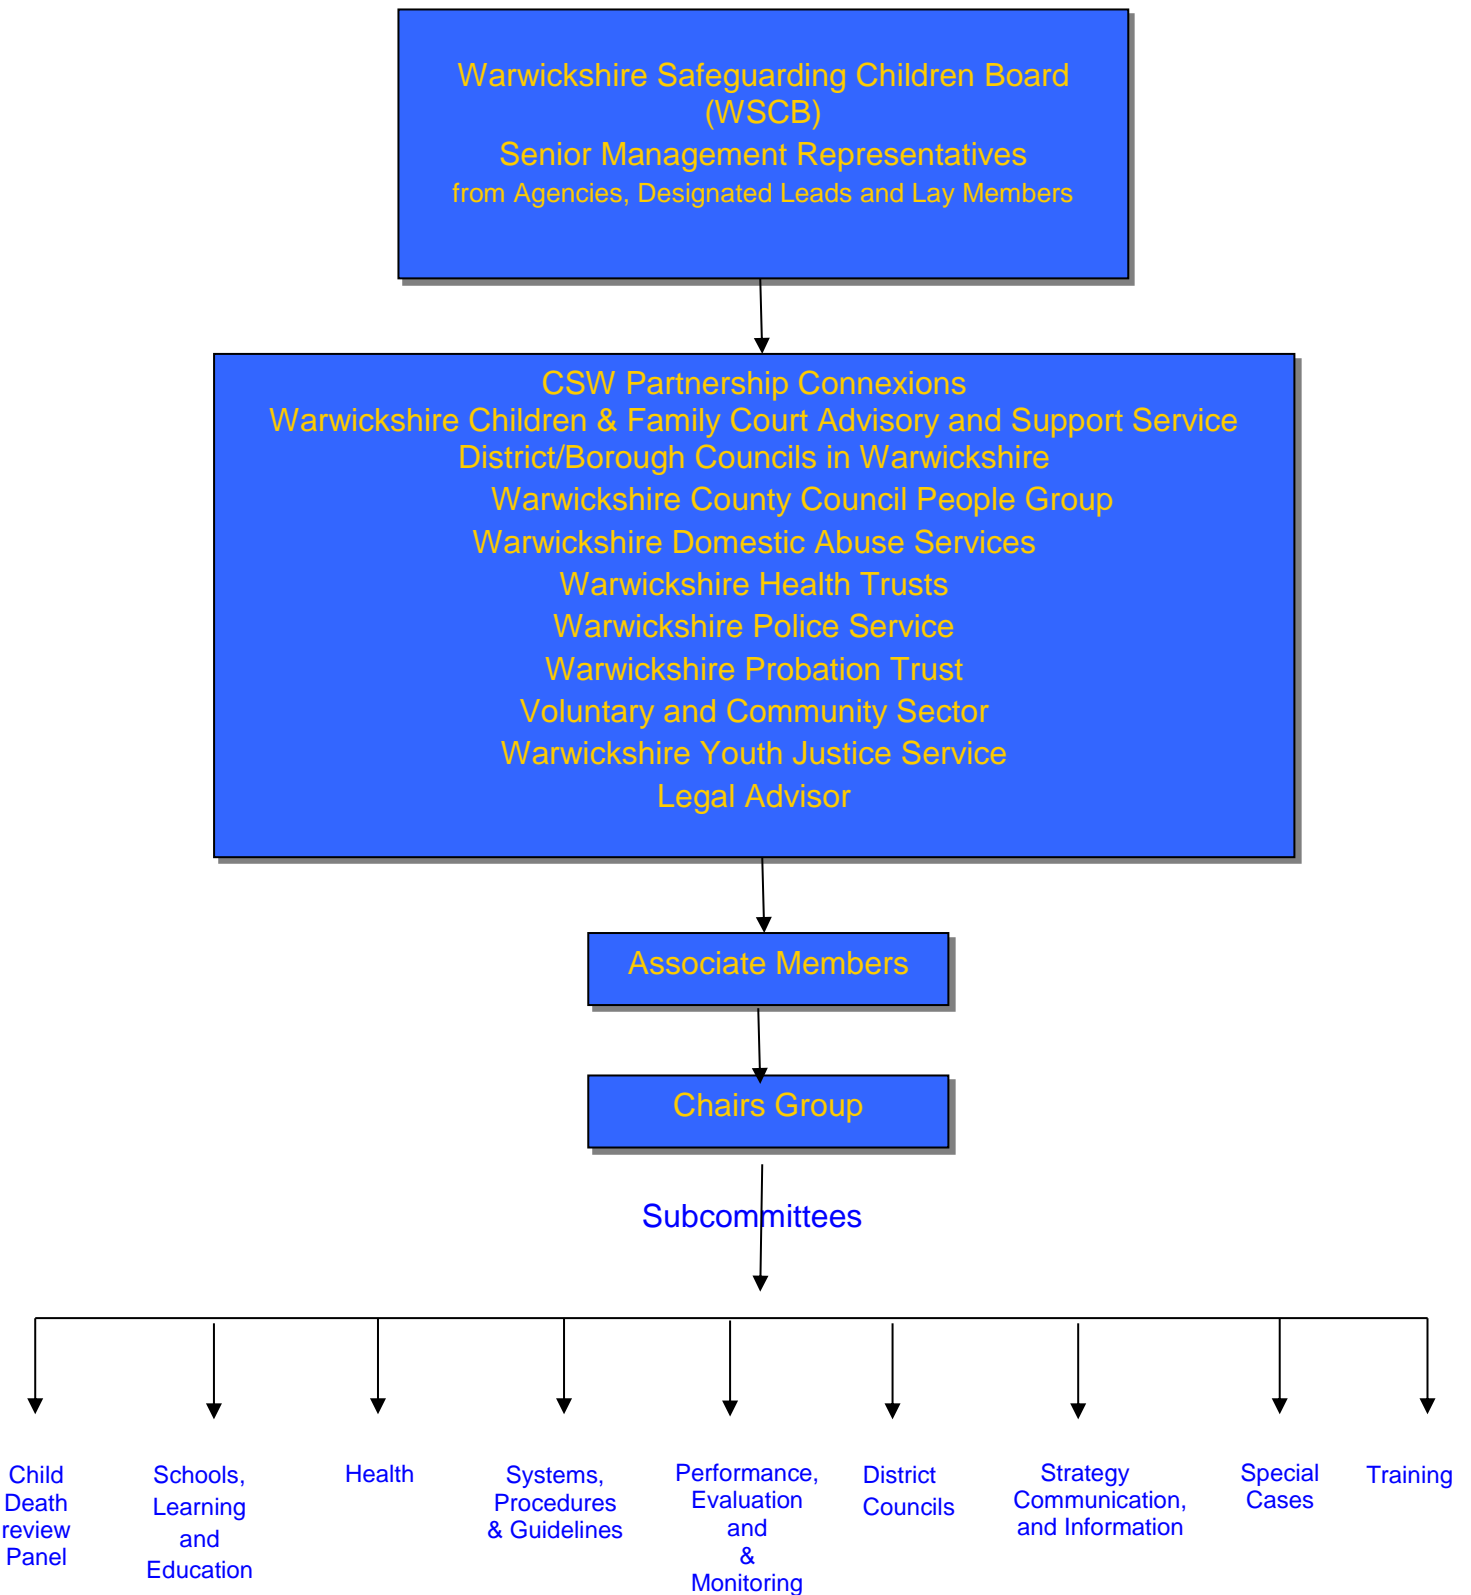 Warwickshire Safeguarding Children Board
(WSCB)
Senior Management Representatives
from Agencies, Designated Leads and Lay Members
CSW Partnership Connexions
Warwickshire Children & Family Court Advisory and Support Service
District/Borough Councils in Warwickshire
Warwickshire County Council People Group
Warwickshire Domestic Abuse Services
Warwickshire Health Trusts
Warwickshire Police Service
Warwickshire Probation Trust
Voluntary and Community Sector
Warwickshire Youth Justice Service
Legal Advisor
Associate Members
Chairs Group
Subcommittees
Child
Death
review
Panel
Schools,
Learning
and
Education
Health
Systems,
Procedures
& Guidelines
Performance,
Evaluation
and
&
Monitoring
District
Councils
Strategy
Communication,
and Information
Special
Cases
Training